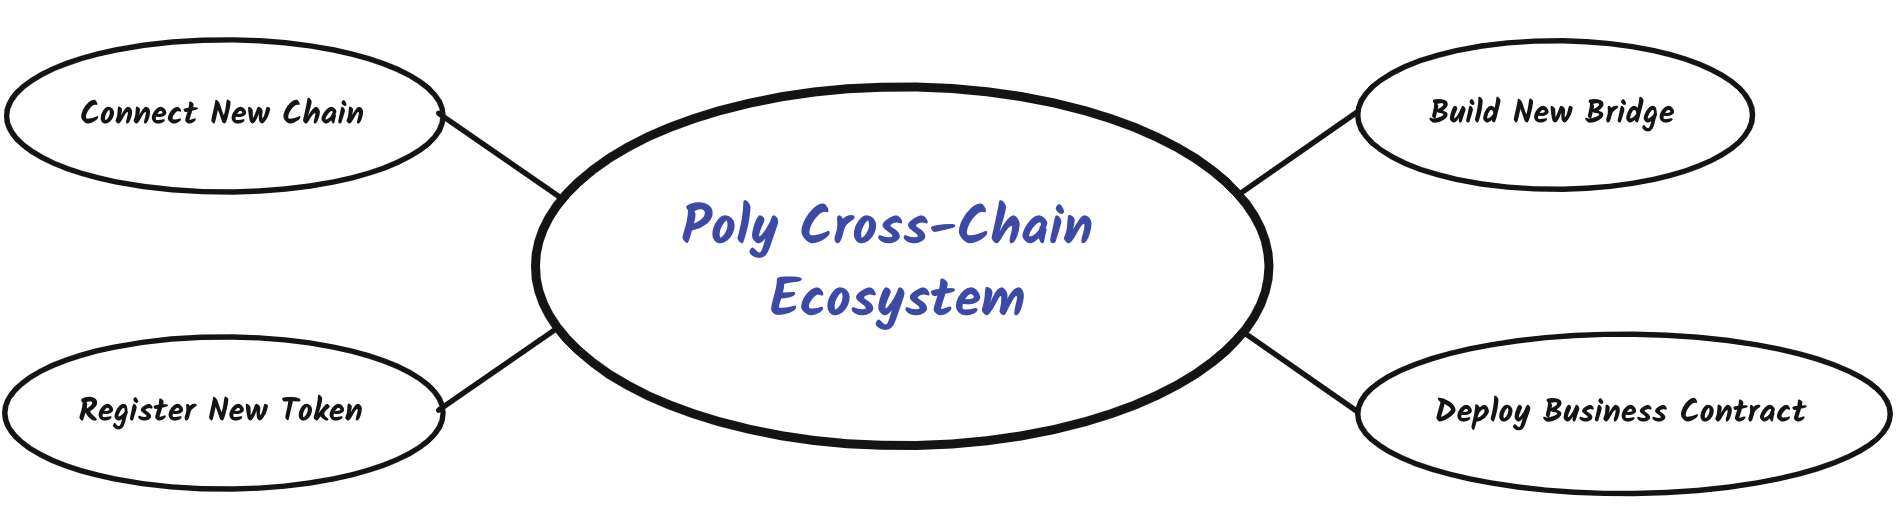 Connect New Chain
Build New Bridge
Poly Cross-Chain
Ecosystem
Register New Token
Deploy Business Contract